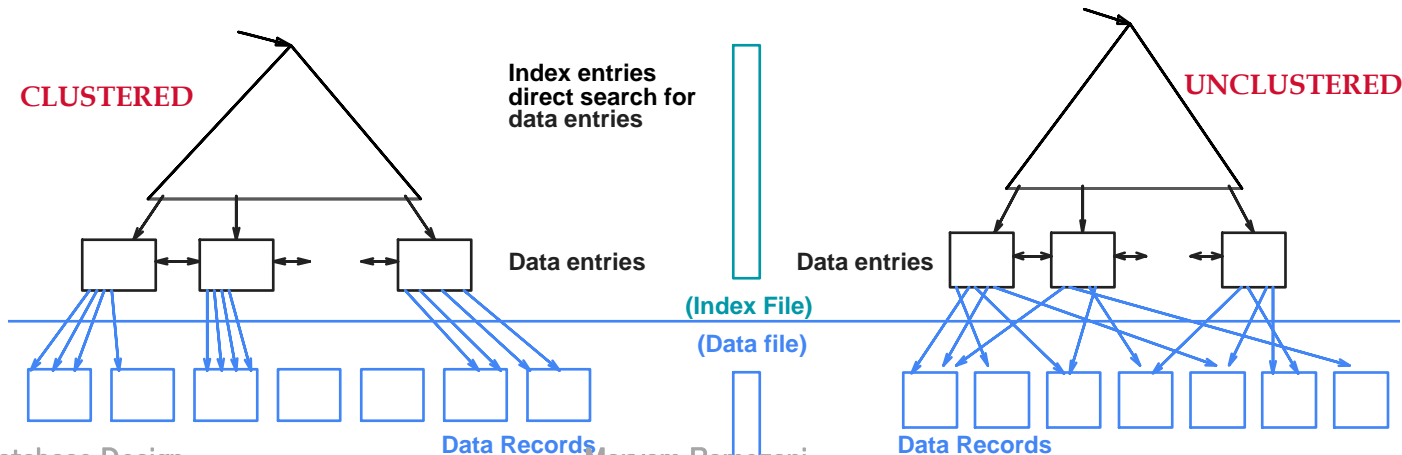 CLUSTERED
Index entries
direct search for
data entries
UNCLUSTERED
Data entries
Data entries
(Index File)
(Data file)
Data Records
Data Records